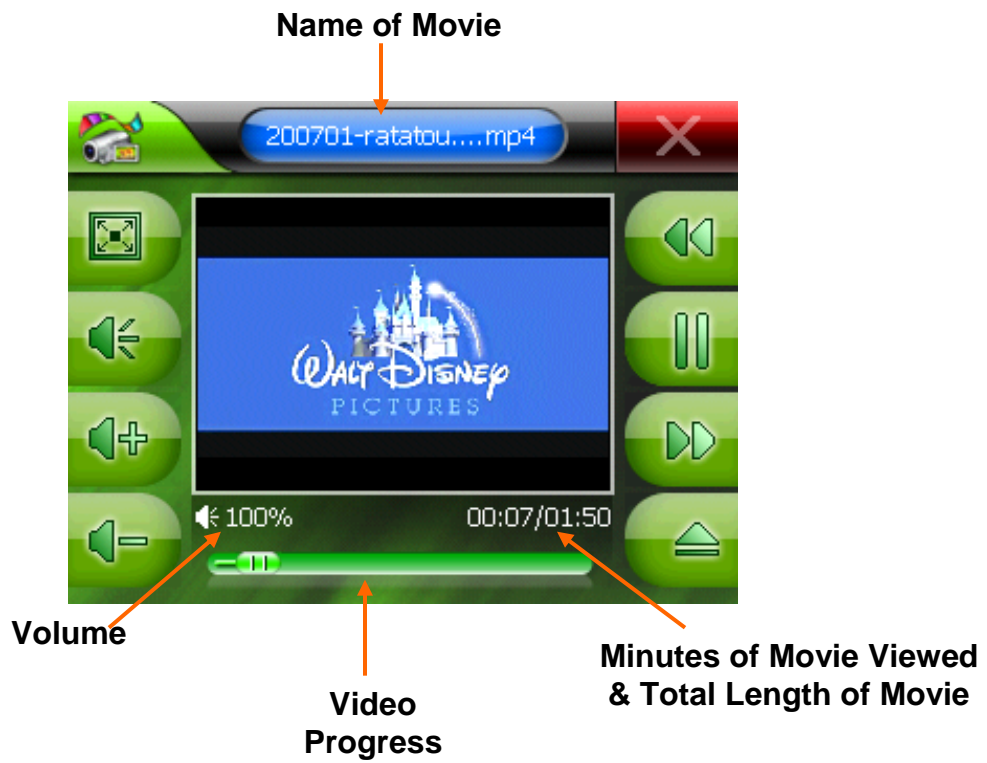 Name of Movie
200701-ratatou....mp4
WALT DISNEY
PICTURES
100%
00:07/01:50
Volume
Minutes of Movie Viewed
& Total Length of Movie
Video
Progress